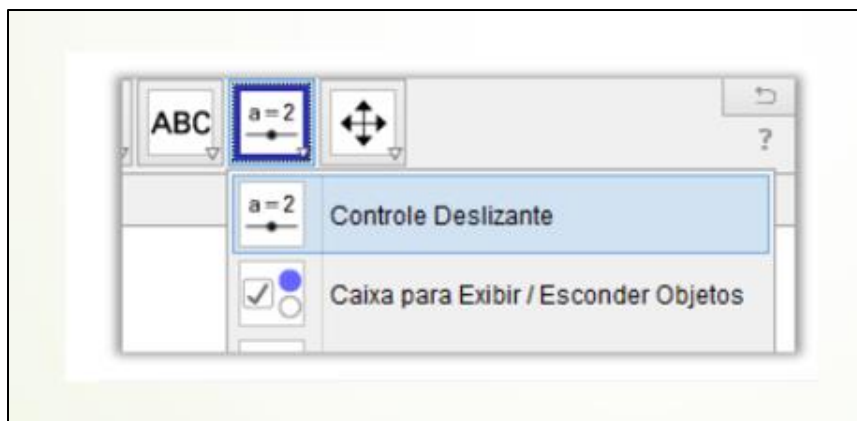 ABC
a = 2
?
a = 2
Controle Deslizante
Caixa para Exibir / Esconder Objetos